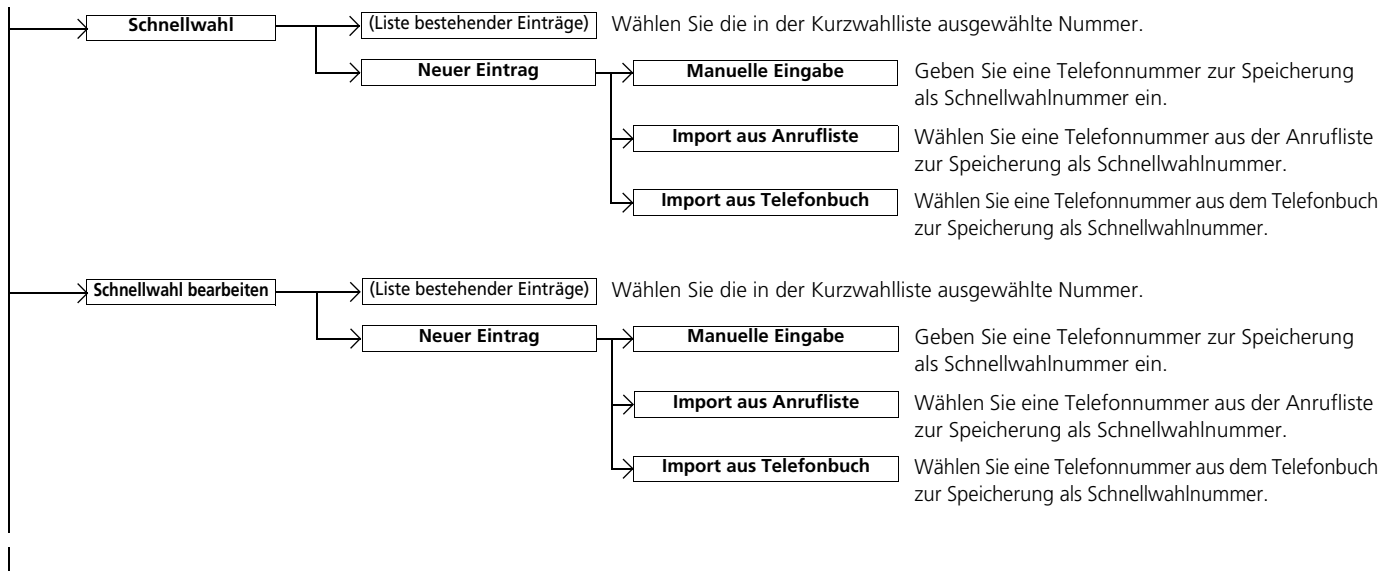 Schnellwahl (Liste bestehender Einträge) Wählen Sie die in der Kurzwahlliste ausgewählte Nummer.
Neuer Eintrag Manuelle Eingabe Geben Sie eine Telefonnummer zur Speicherung
als Schnellwahlnummer ein.
Import aus Anrufliste Wählen Sie eine Telefonnummer aus der Anrufliste
zur Speicherung als Schnellwahlnummer.
Import aus Telefonbuch Wählen Sie eine Telefonnummer aus dem Telefonbuch
zur Speicherung als Schnellwahlnummer.
Schnellwahl bearbeiten (Liste bestehender Einträge) Wählen Sie die in der Kurzwahlliste ausgewählte Nummer.
Neuer Eintrag Manuelle Eingabe Geben Sie eine Telefonnummer zur Speicherung
als Schnellwahlnummer ein.
Import aus Anrufliste Wählen Sie eine Telefonnummer aus der Anrufliste
zur Speicherung als Schnellwahlnummer.
Import aus Telefonbuch Wählen Sie eine Telefonnummer aus dem Telefonbuch
zur Speicherung als Schnellwahlnummer.